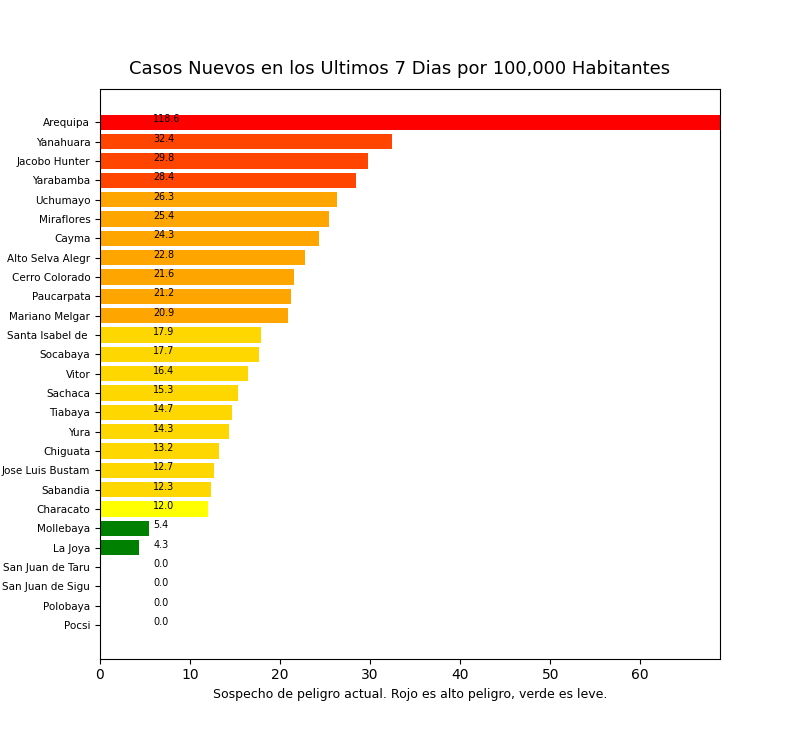 Casos Nuevos en los Ultimos 7 Dias por 100,000 Habitantes
Arequipa 118.6
Yanahuara 32.4
Jacobo Hunter 29.8
Yarabamba 28.4
Uchumayo 26.3
Miraflores 25.4
Cayma 24.3
Alto Selva Alegr 22.8
Cerro Colorado 21.6
Paucarpata 21.2
Mariano Melgar 20.9
Santa Isabel de 17.9
Socabaya 17.7
Vitor 16.4
Sachaca 15.3
Tiabaya 14.7
Yura 14.3
Chiguata 13.2
Jose Luis Bustam 12.7
Sabandia 12.3
Characato 12.0
Mollebaya 5.4
La Joya 4.3
San Juan de Taru 0.0
San Juan de Sigu 0.0
Polobaya 0.0
Pocsi 0.0
0 10 20 30 40 50 60
Sospecho de peligro actual. Rojo es alto peligro, verde es leve.